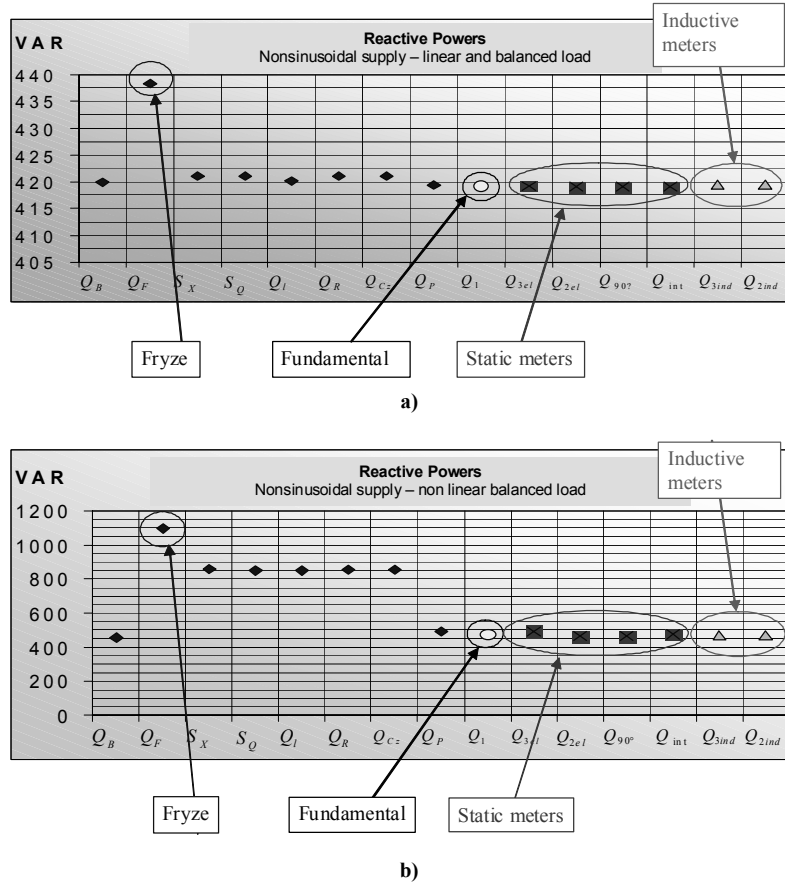 Inductive
meters
VAR
Reactive Powers
Nonsinusoidal supply – linear and balanced load
440
435
430
425
420
415
410
405
Q_B Q_F S_X S_Q Q_l Q_R Q_Cz Q_P Q_1 Q_3el Q_2el Q_90? Q_int Q_3ind Q_2ind
Fryze
Fundamental
Static meters
a)
Inductive
meters
VAR
Reactive Powers
Nonsinusoidal supply – non linear balanced load
1200
1000
800
600
400
200
0
Q_B Q_F S_X S_Q Q_l Q_R Q_Cz Q_P Q_1 Q_3el Q_2el Q_90° Q_int Q_3ind Q_2ind
Fryze
Fundamental
Static meters
b)